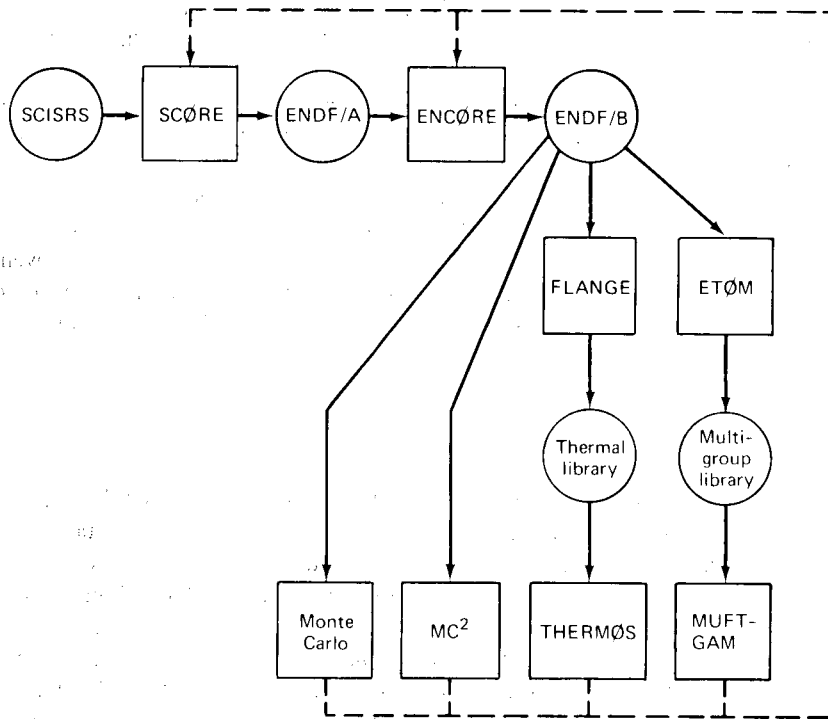 SCISRS
SCØRE
ENDF/A
ENCØRE
ENDF/B
FLANGE
ETØM
Thermal
library
Multi-
group
library
Monte
Carlo
MC²
THERMØS
MUFT-
GAM